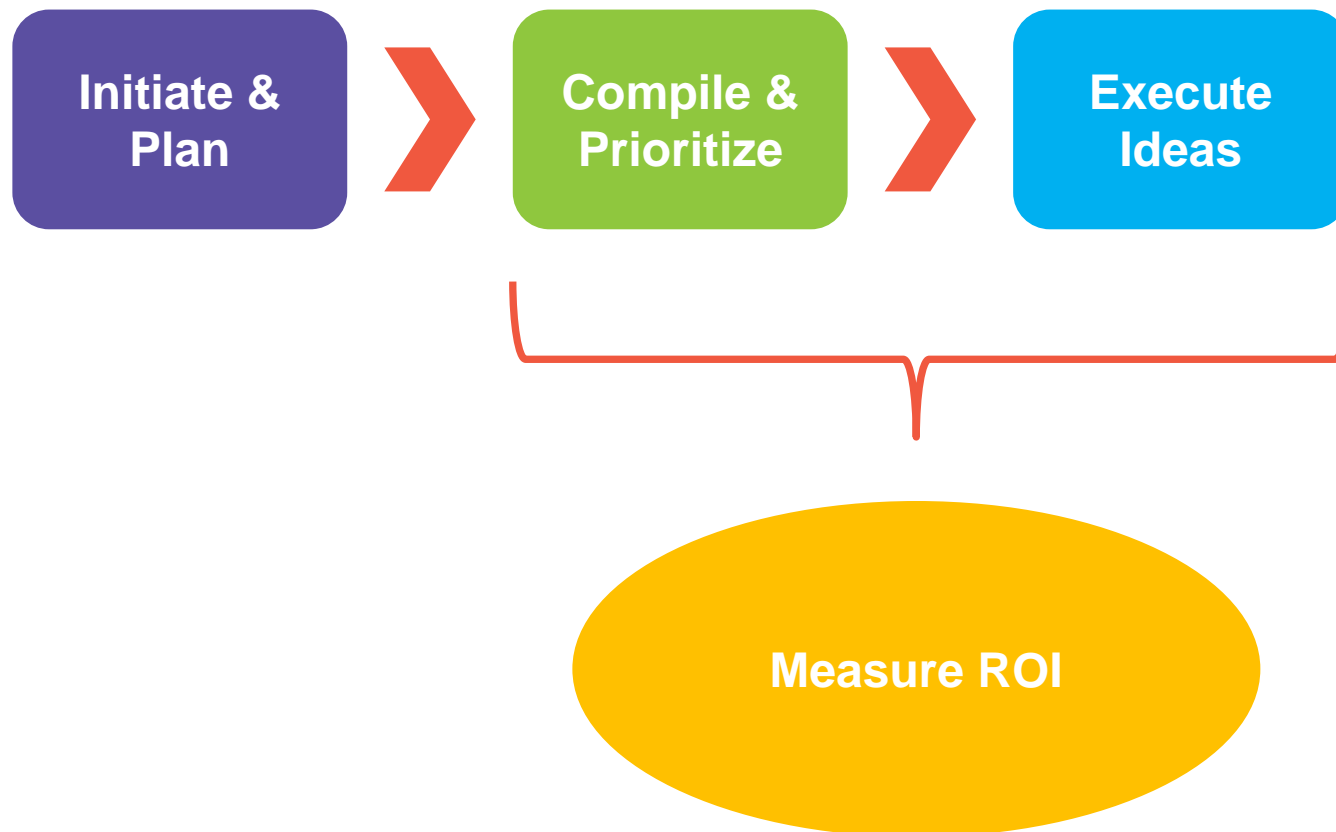 Initiate &
Plan
Compile &
Prioritize
Execute
Ideas
Measure ROI